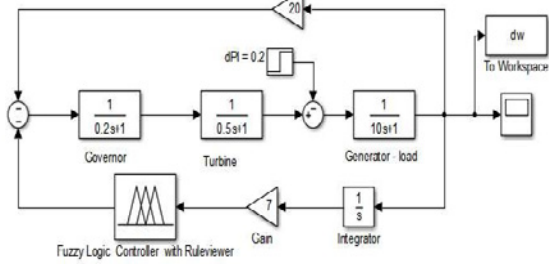 20
dPl = 0.2
dw
To Workspace
1
0.2s+1
Governor
1
0.5s+1
Turbine
1
10s+1
Generator - load
Fuzzy Logic Controller with Ruleviewer
7
Gain
1
s
Integrator